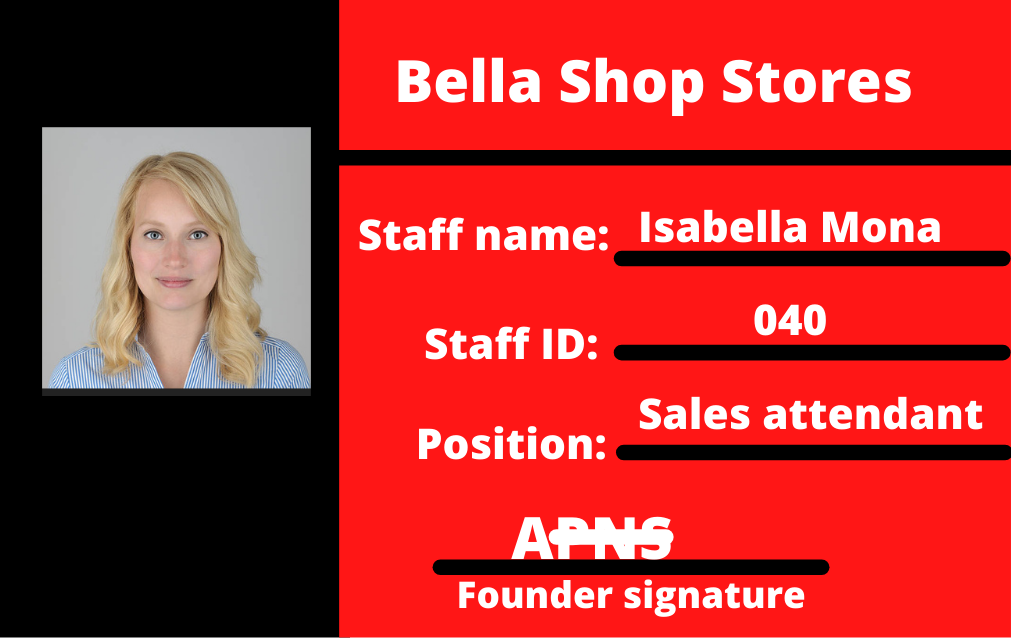 Bella Shop Stores
Staff name: Isabella Mona
Staff ID: 040
Position: Sales attendant
APNS
Founder signature